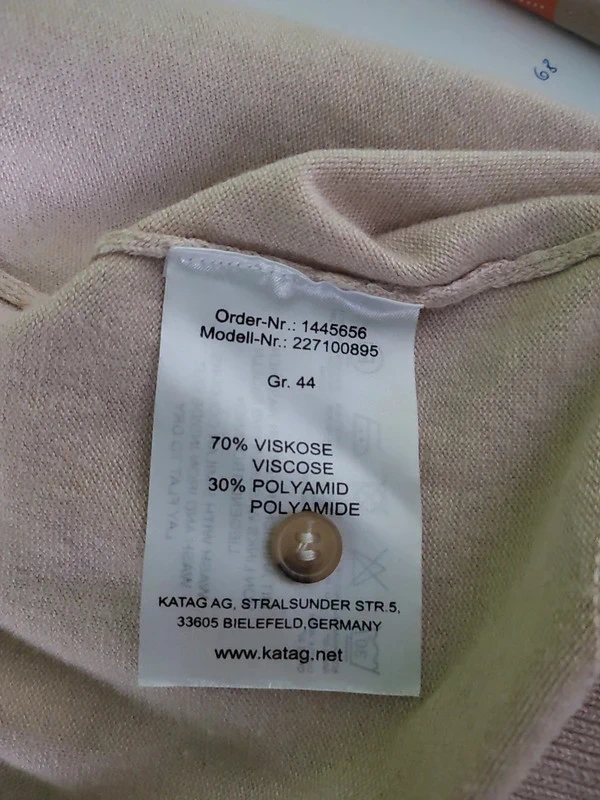 68
Order-Nr.: 1445656
Modell-Nr.: 227100895
Gr. 44
70% VISKOSE
VISCOSE
30% POLYAMID
POLYAMIDE
KATAG AG, STRALSUNDER STR.5,
33605 BIELEFELD,GERMANY
www.katag.net